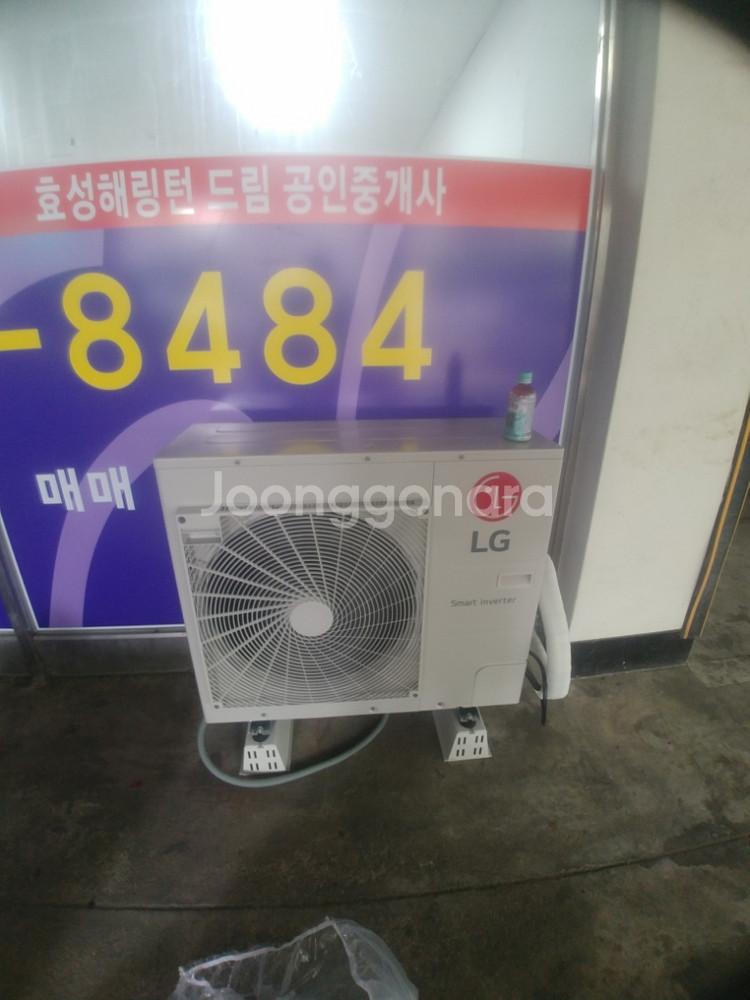 효성해링턴 드림 공인중개사
-8484
매매
Joonggonara
LG
Smart inverter